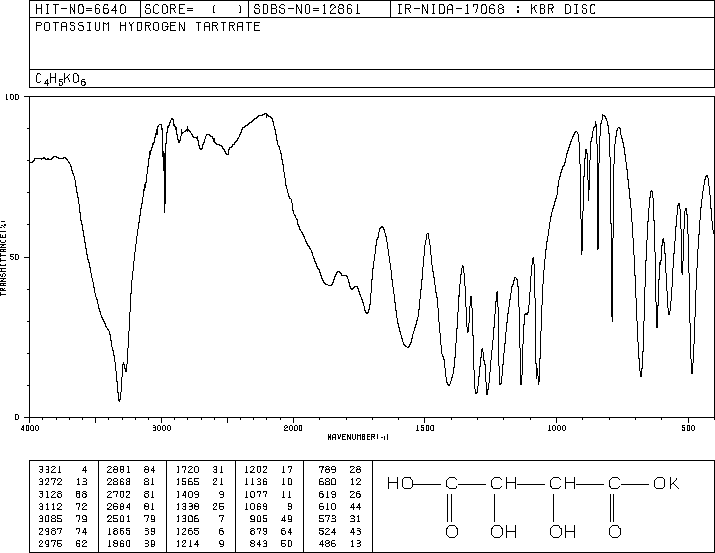 HIT-NO=6640 SCORE= ( ) SDBS-NO=12861 IR-NIDA-17068 : KBR DISC
POTASSIUM HYDROGEN TARTRATE
C4H5KO6
100
50
0
TRANSMITTANCE(%)
4000 3000 2000 1500 1000 500
WAVENUMBER(-1)
3321 4 2881 84 1720 31 1202 17 789 28
3272 13 2868 81 1565 21 1136 10 680 12
3128 88 2702 81 1409 9 1077 11 619 26
3112 72 2684 81 1338 25 1069 9 610 44
3085 79 2501 79 1306 7 905 49 573 31
2987 74 1865 39 1265 6 879 64 524 43
2975 62 1860 39 1214 9 843 50 486 13
HO C CH CH C OK
O OH OH O